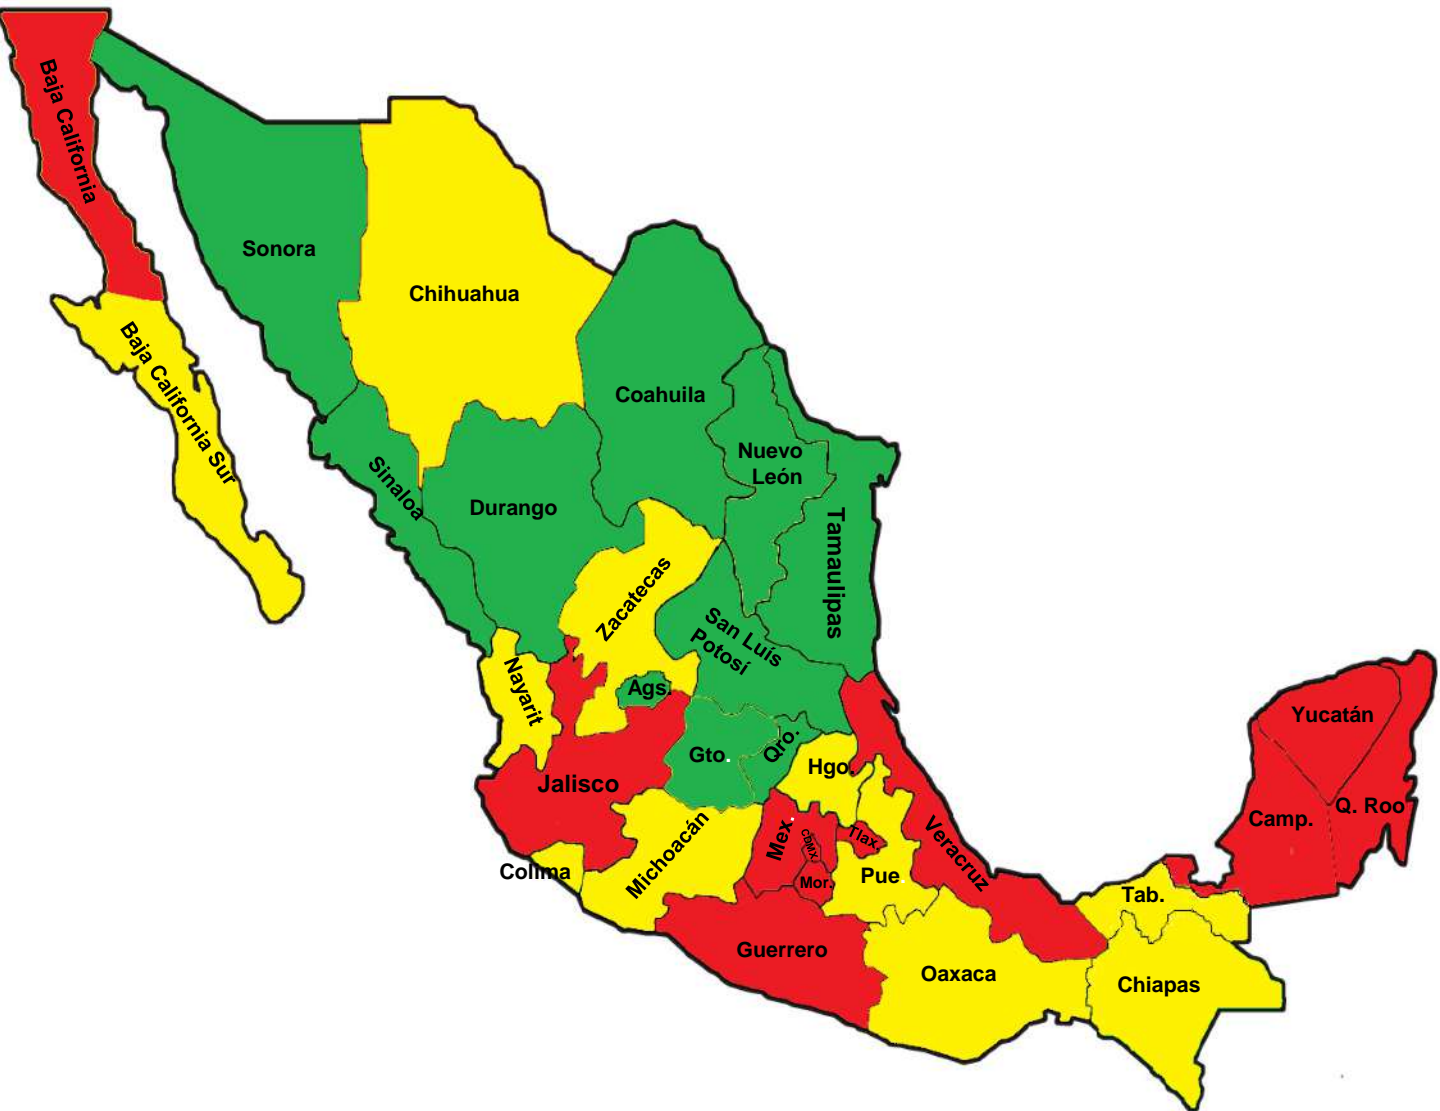 Baja California
Sonora
Chihuahua
Baja California Sur
Coahuila
Nuevo
León
Sinaloa
Durango
Tamaulipas
Zacatecas
San Luís
Potosí
Nayarit
Ags.
Yucatán
Gto.
Qro.
Hgo.
Jalisco
Q. Roo
Camp.
Mex.
CDMX.
Tlax.
Veracruz
Michoacán
Colima
Pue.
Mor.
Tab.
Guerrero
Oaxaca
Chiapas